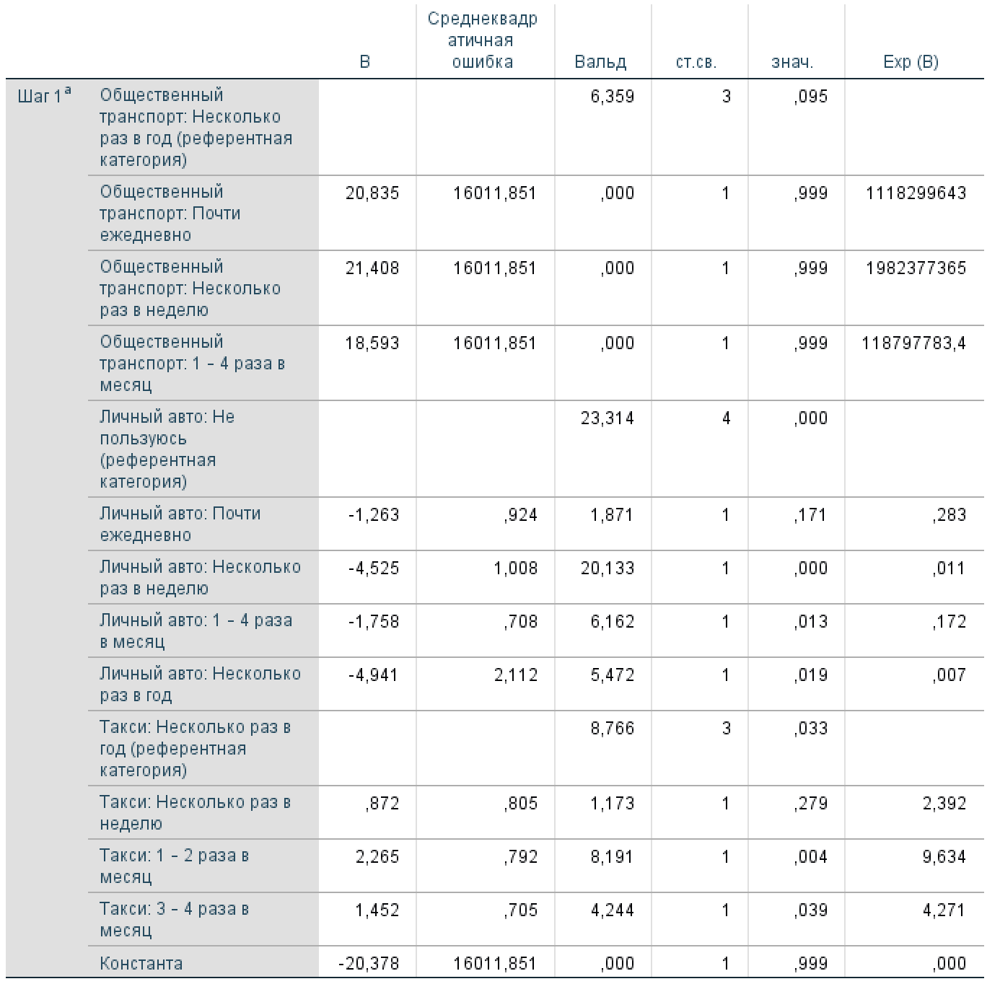 Среднеквадр
атичная
ошибка
B Вальд ст.св. знач. Exp (B)
Шаг 1ª Общественный 6,359 3 ,095
транспорт: Несколько
раз в год (референтная
категория)
Общественный 20,835 16011,851 ,000 1 ,999 1118299643
транспорт: Почти
ежедневно
Общественный 21,408 16011,851 ,000 1 ,999 1982377365
транспорт: Несколько
раз в неделю
Общественный 18,593 16011,851 ,000 1 ,999 118797783,4
транспорт: 1 - 4 раза в
месяц
Личный авто: Не 23,314 4 ,000
пользуюсь
(референтная
категория)
Личный авто: Почти -1,263 ,924 1,871 1 ,171 ,283
ежедневно
Личный авто: Несколько -4,525 1,008 20,133 1 ,000 ,011
раз в неделю
Личный авто: 1 - 4 раза -1,758 ,708 6,162 1 ,013 ,172
в месяц
Личный авто: Несколько -4,941 2,112 5,472 1 ,019 ,007
раз в год
Такси: Несколько раз в 8,766 3 ,033
год (референтная
категория)
Такси: Несколько раз в ,872 ,805 1,173 1 ,279 2,392
неделю
Такси: 1 - 2 раза в 2,265 ,792 8,191 1 ,004 9,634
месяц
Такси: 3 - 4 раза в 1,452 ,705 4,244 1 ,039 4,271
месяц
Константа -20,378 16011,851 ,000 1 ,999 ,000